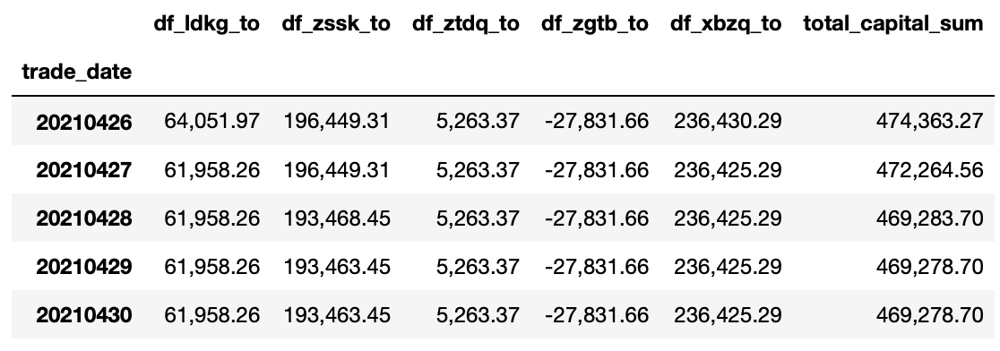 df_ldkg_to df_zssk_to df_ztdq_to df_zgtb_to df_xbzq_to total_capital_sum
trade_date
20210426 64,051.97 196,449.31 5,263.37 -27,831.66 236,430.29 474,363.27
20210427 61,958.26 196,449.31 5,263.37 -27,831.66 236,425.29 472,264.56
20210428 61,958.26 193,468.45 5,263.37 -27,831.66 236,425.29 469,283.70
20210429 61,958.26 193,463.45 5,263.37 -27,831.66 236,425.29 469,278.70
20210430 61,958.26 193,463.45 5,263.37 -27,831.66 236,425.29 469,278.70